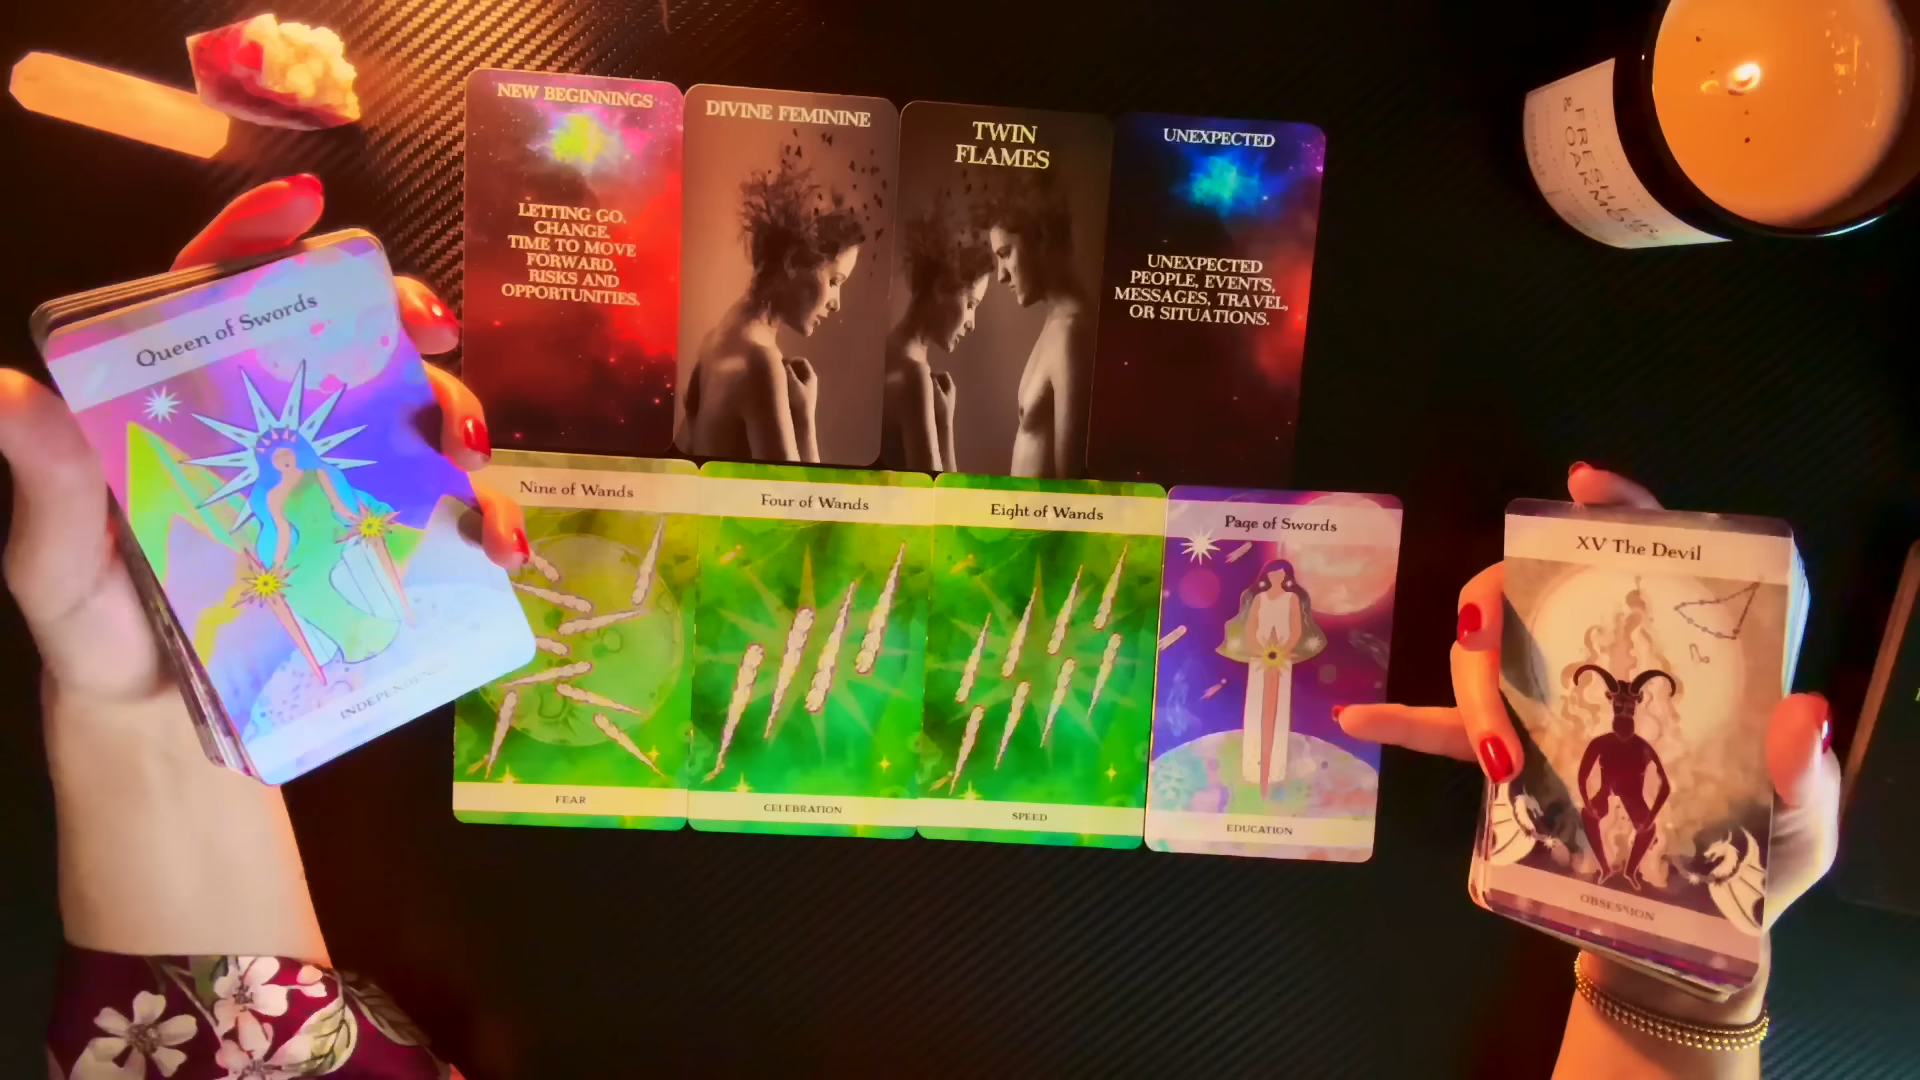 NEW BEGINNINGS
LETTING GO.
CHANGE.
TIME TO MOVE
FORWARD.
RISKS AND
OPPORTUNITIES.
DIVINE FEMININE
TWIN
FLAMES
UNEXPECTED
UNEXPECTED
PEOPLE, EVENTS,
MESSAGES, TRAVEL,
OR SITUATIONS.
FRESH
&
Queen of Swords
Nine of Wands
FEAR
Four of Wands
CELEBRATION
Eight of Wands
SPEED
Page of Swords
EDUCATION
XV The Devil
OBSESSION